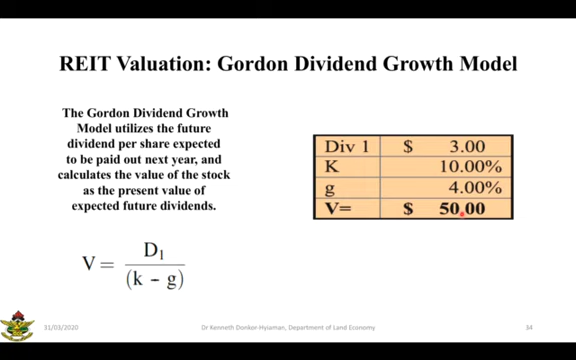 REIT Valuation: Gordon Dividend Growth Model
The Gordon Dividend Growth
Model utilizes the future
dividend per share expected
to be paid out next year, and
calculates the value of the stock
as the present value of
expected future dividends.
V = D₁ / (k – g)
Div 1 $ 3.00
K 10.00%
g 4.00%
V= $ 50.00
31/03/2020
Dr Kenneth Donkor-Hyiaman, Department of Land Economy
34